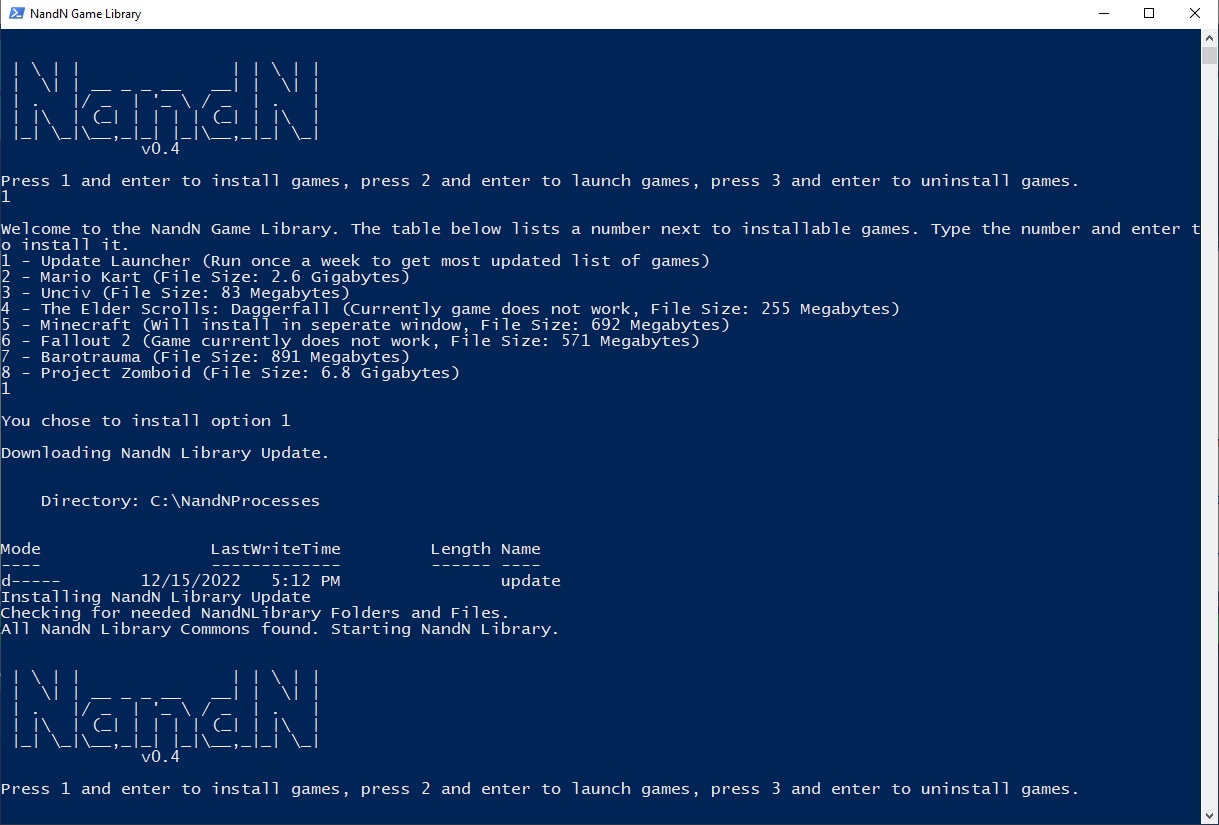 NandN Game Library
v0.4
Press 1 and enter to install games, press 2 and enter to launch games, press 3 and enter to uninstall games.
1
Welcome to the NandN Game Library. The table below lists a number next to installable games. Type the number and enter t
o install it.
1 - Update Launcher (Run once a week to get most updated list of games)
2 - Mario Kart (File Size: 2.6 Gigabytes)
3 - Unciv (File Size: 83 Megabytes)
4 - The Elder Scrolls: Daggerfall (Currently game does not work, File Size: 255 Megabytes)
5 - Minecraft (Will install in seperate window, File Size: 692 Megabytes)
6 - Fallout 2 (Game currently does not work, File Size: 571 Megabytes)
7 - Barotrauma (File Size: 891 Megabytes)
8 - Project Zomboid (File Size: 6.8 Gigabytes)
1
You chose to install option 1
Downloading NandN Library Update.
Directory: C:\NandNProcesses
Mode LastWriteTime Length Name
---- ------------- ------ ----
d----- 12/15/2022 5:12 PM update
Installing NandN Library Update
Checking for needed NandNLibrary Folders and Files.
All NandN Library Commons found. Starting NandN Library.
NandN
v0.4
Press 1 and enter to install games, press 2 and enter to launch games, press 3 and enter to uninstall games.